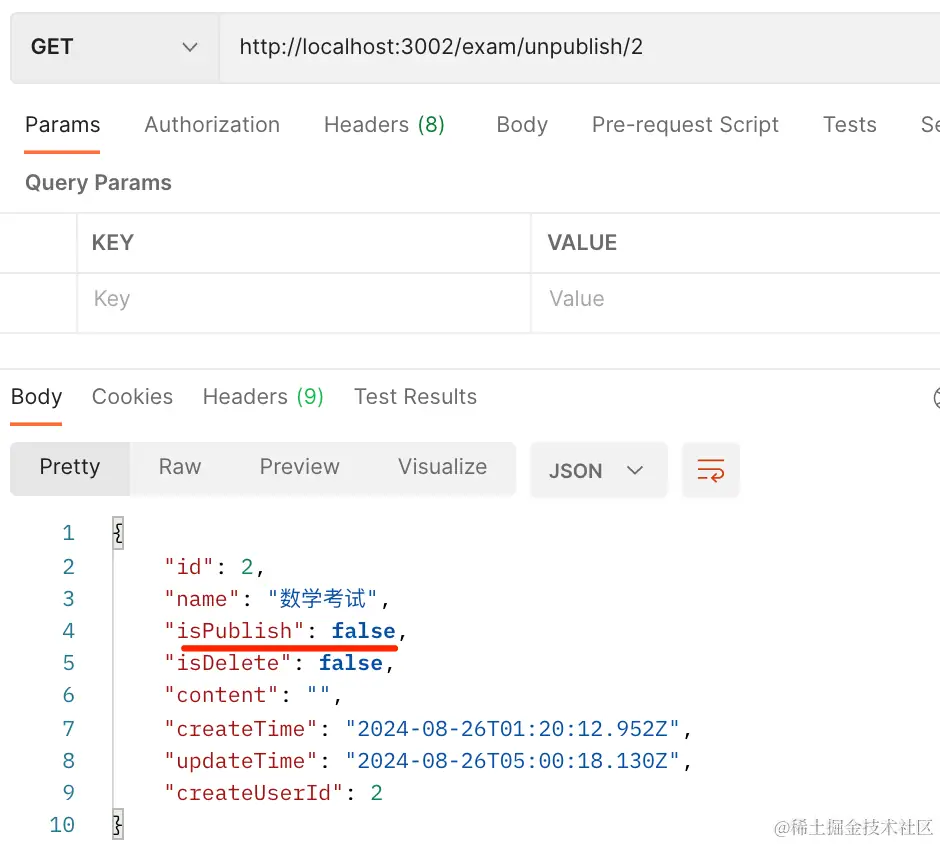 GET http://localhost:3002/exam/unpublish/2
Params Authorization Headers (8) Body Pre-request Script Tests Se
Query Params
KEY VALUE
Key Value
Body Cookies Headers (9) Test Results
Pretty Raw Preview Visualize JSON
1 {
2 "id": 2,
3 "name": "数学考试",
4 "isPublish": false,
5 "isDelete": false,
6 "content": "",
7 "createTime": "2024-08-26T01:20:12.952Z",
8 "updateTime": "2024-08-26T05:00:18.130Z",
9 "createUserId": 2
10 }
@稀土掘金技术社区